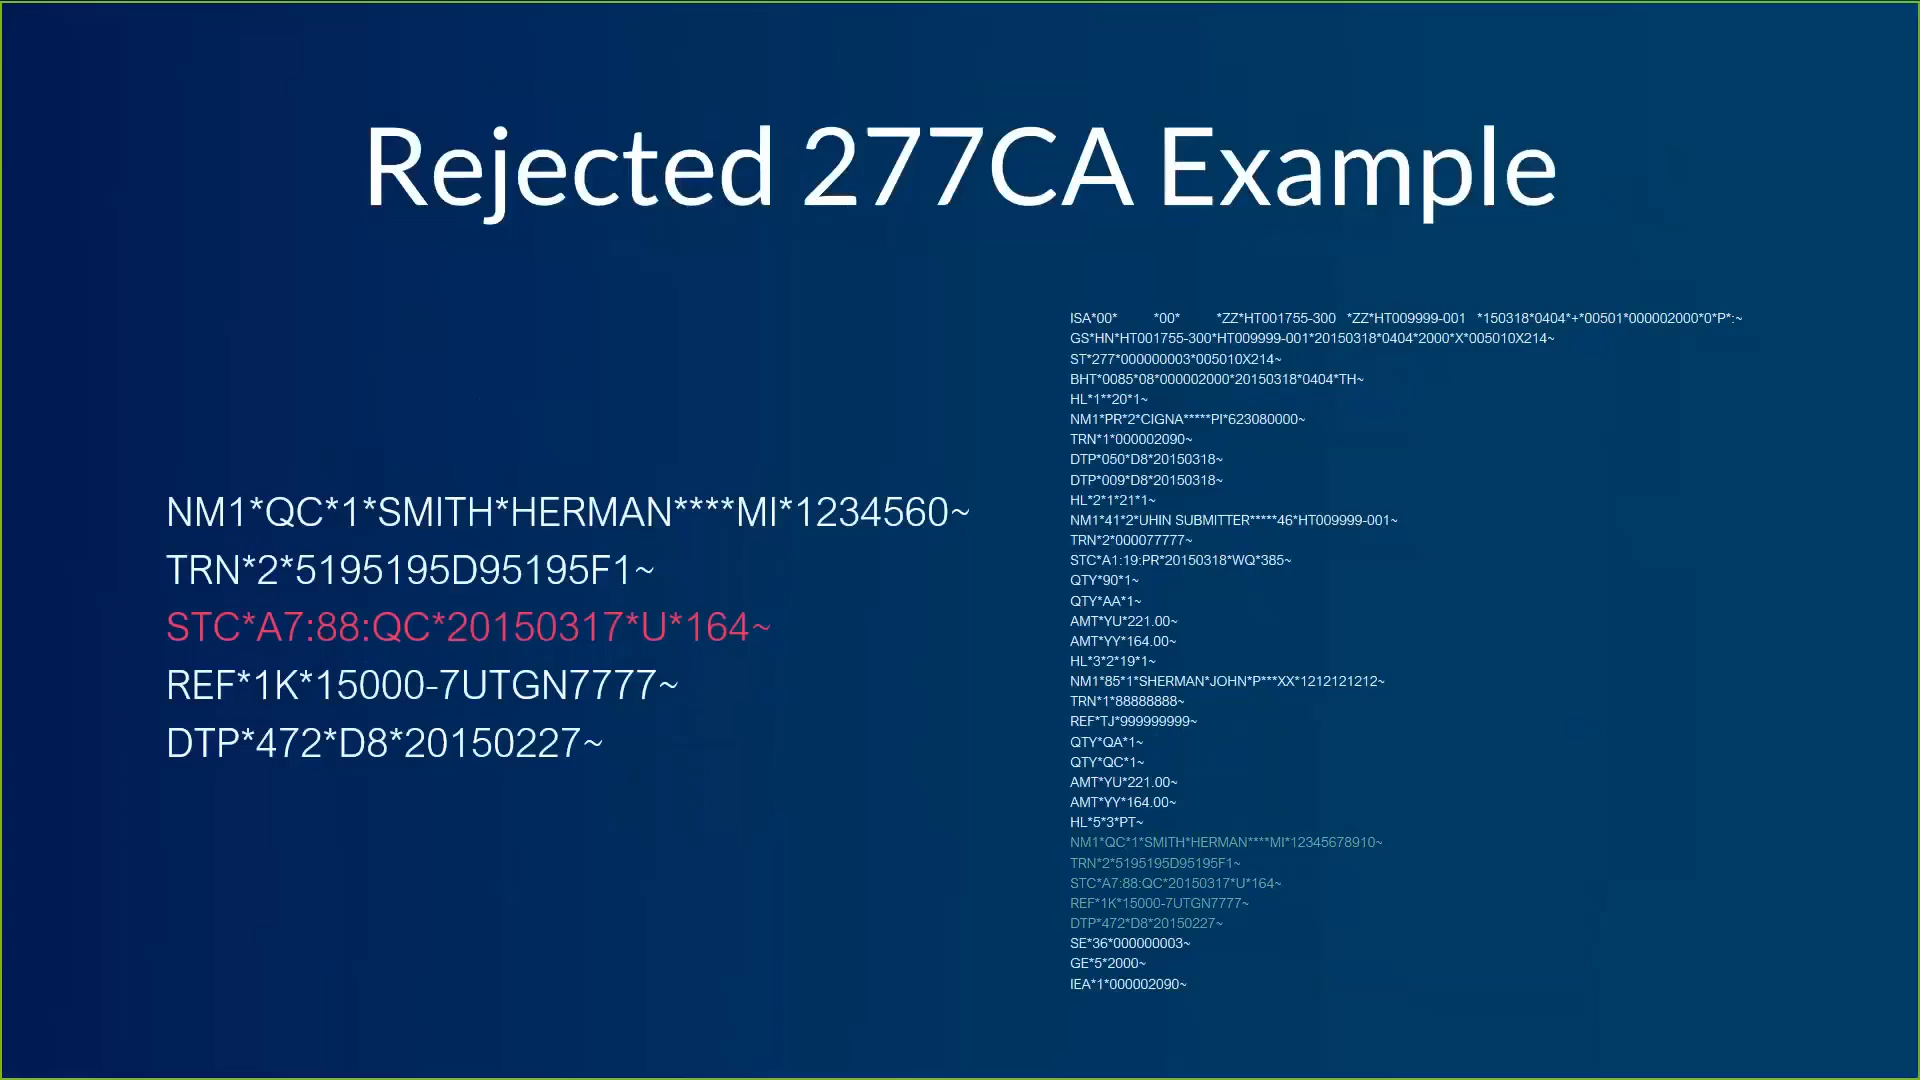 Rejected 277CA Example
NM1*QC*1*SMITH*HERMAN****MI*1234560~
TRN*2*5195195D95195F1~
STC*A7:88:QC*20150317*U*164~
REF*1K*15000-7UTGN7777~
DTP*472*D8*20150227~
ISA*00*          *00*          *ZZ*HT001755-300   *ZZ*HT009999-001   *150318*0404*+*00501*000002000*0*P*:~
GS*HN*HT001755-300*HT009999-001*20150318*0404*2000*X*005010X214~
ST*277*000000003*005010X214~
BHT*0085*08*000002000*20150318*0404*TH~
HL*1**20*1~
NM1*PR*2*CIGNA*****PI*623080000~
TRN*1*000002090~
DTP*050*D8*20150318~
DTP*009*D8*20150318~
HL*2*1*21*1~
NM1*41*2*UHIN SUBMITTER*****46*HT009999-001~
TRN*2*000077777~
STC*A1:19:PR*20150318*WQ*385~
QTY*90*1~
QTY*AA*1~
AMT*YU*221.00~
AMT*YY*164.00~
HL*3*2*19*1~
NM1*85*1*SHERMAN*JOHN*P***XX*1212121212~
TRN*1*88888888~
REF*TJ*999999999~
QTY*QA*1~
QTY*QC*1~
AMT*YU*221.00~
AMT*YY*164.00~
HL*5*3*PT~
NM1*QC*1*SMITH*HERMAN****MI*12345678910~
TRN*2*5195195D95195F1~
STC*A7:88:QC*20150317*U*164~
REF*1K*15000-7UTGN7777~
DTP*472*D8*20150227~
SE*36*000000003~
GE*5*2000~
IEA*1*000002090~